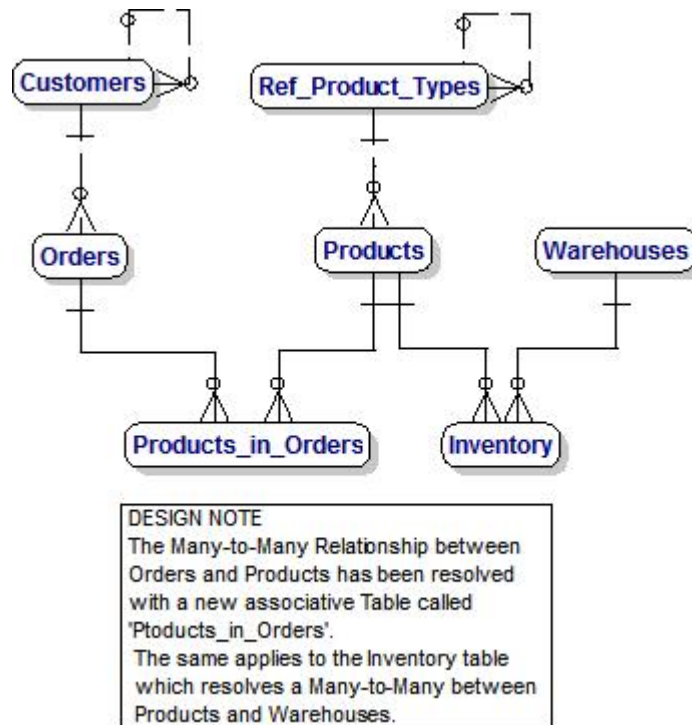 Customers
Ref_Product_Types
Orders
Products
Warehouses
Products_in_Orders
Inventory
DESIGN NOTE
The Many-to-Many Relationship between
Orders and Products has been resolved
with a new associative Table called
'Ptoducts_in_Orders'.
The same applies to the Inventory table
which resolves a Many-to-Many between
Products and Warehouses.